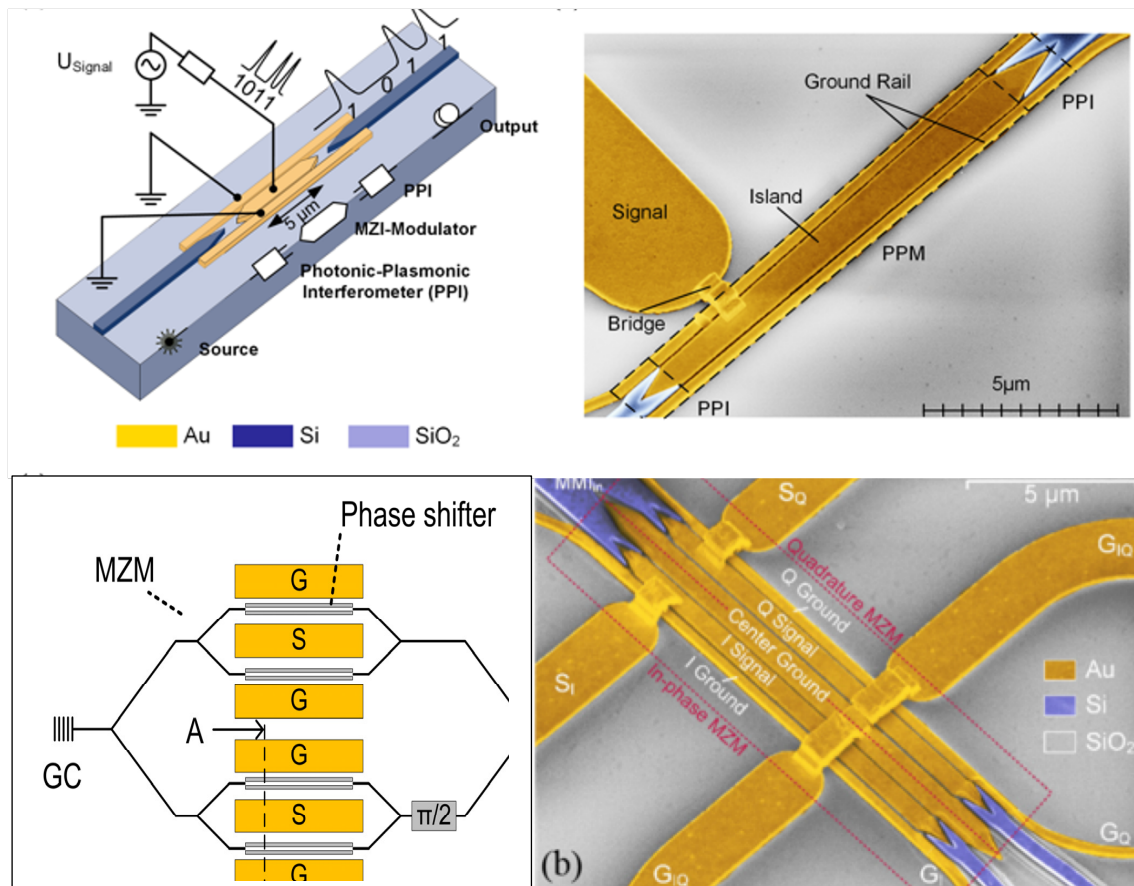 USignal
1011
1
0
1
1
Output
PPI
5 µm
MZI-Modulator
Photonic-Plasmonic
Interferometer (PPI)
Source
Au
Si
SiO2
Ground Rail
PPI
Island
Signal
PPM
Bridge
5µm
PPI
Phase shifter
MZM
G
S
G
A
G
GC
S
π/2
G
MMIin
SQ
5 µm
GIQ
Quadrature MZM
Q Ground
Q Signal
Center Ground
I Signal
I Ground
In-phase MZM
SI
Au
Si
SiO2
GQ
(b)
GIQ